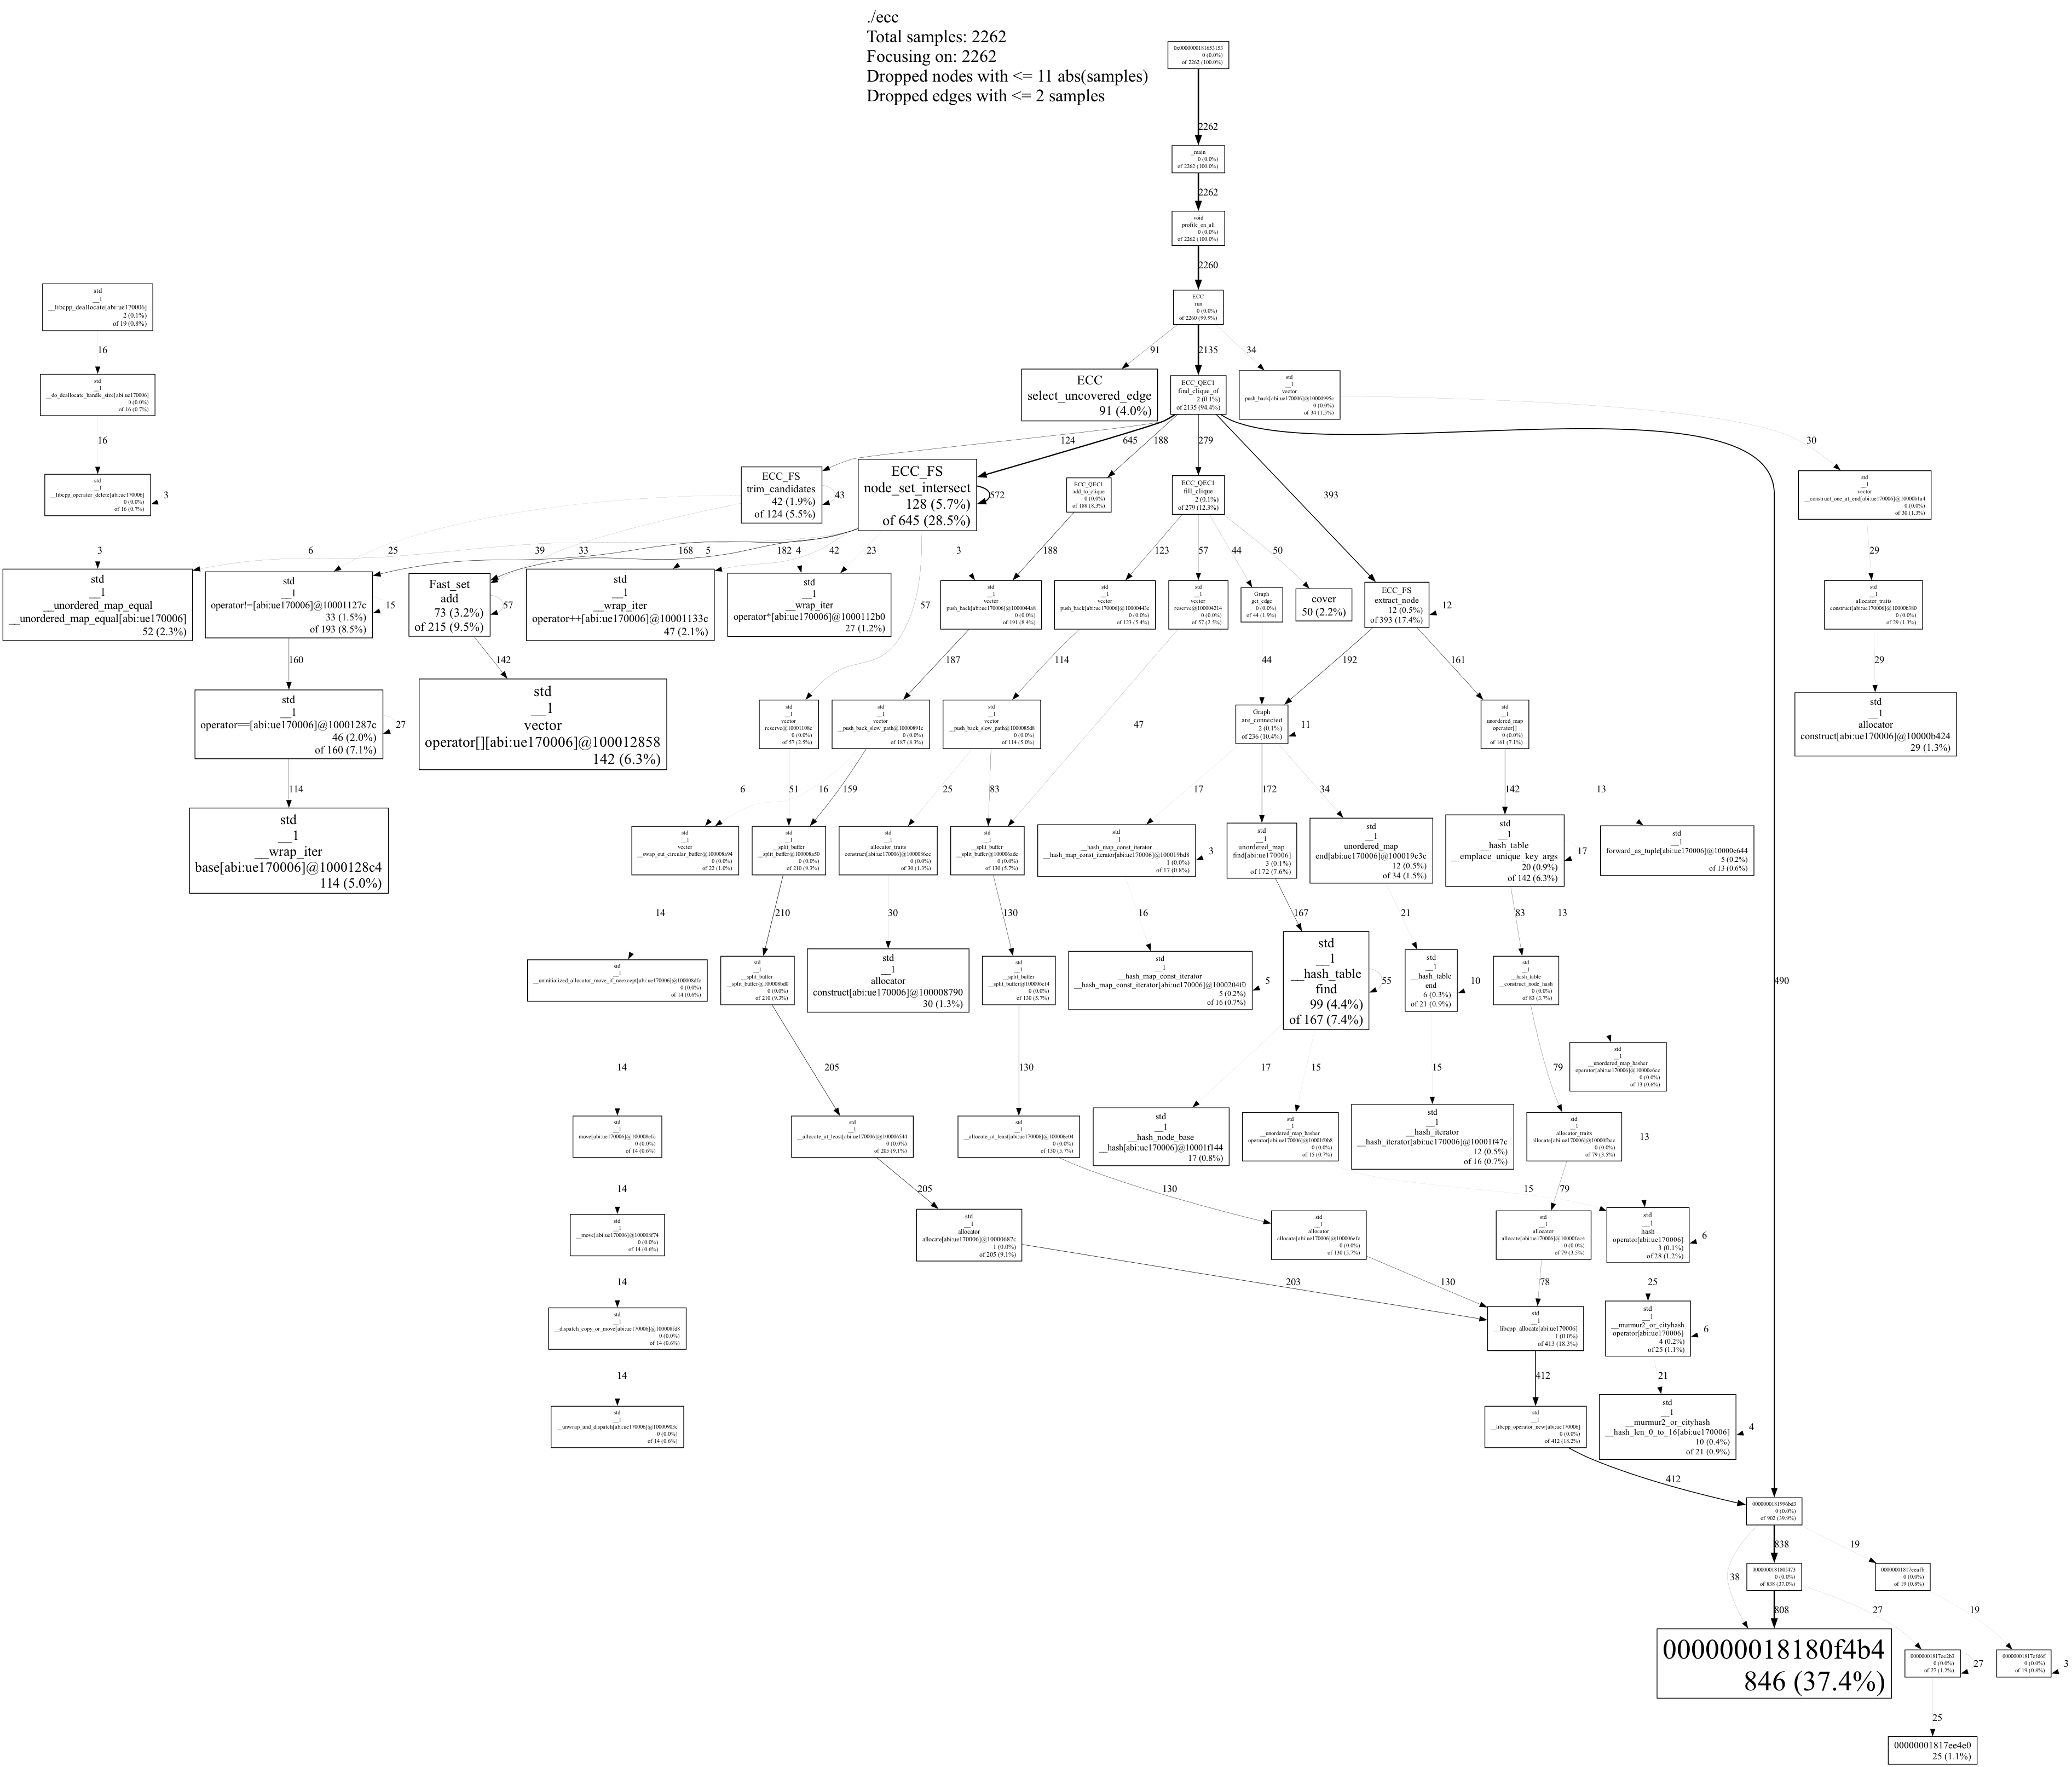 ./ecc
Total samples: 2262
Focusing on: 2262
Dropped nodes with <= 11 abs(samples)
Dropped edges with <= 2 samples
0x0000000181653153
0 (0.0%)
of 2262 (100.0%)
2262
_main
0 (0.0%)
of 2262 (100.0%)
2262
void
profile_on_all
0 (0.0%)
of 2262 (100.0%)
2260
ECC
run
0 (0.0%)
of 2260 (99.9%)
91
2135
34
std
__1
__libcpp_deallocate[abi:ue170006]
2 (0.1%)
of 19 (0.8%)
16
std
__1
__do_deallocate_handle_size[abi:ue170006]
0 (0.0%)
of 16 (0.7%)
16
std
__1
__libcpp_operator_delete[abi:ue170006]
0 (0.0%)
of 16 (0.7%)
3
ECC
select_uncovered_edge
91 (4.0%)
ECC_QEC1
find_clique_of
2 (0.1%)
of 2135 (94.4%)
std
__1
vector
push_back[abi:ue170006]@10000995c
0 (0.0%)
of 34 (1.5%)
124
645
188
279
393
490
30
ECC_FS
trim_candidates
42 (1.9%)
of 124 (5.5%)
43
ECC_FS
node_set_intersect
128 (5.7%)
of 645 (28.5%)
572
ECC_QEC1
add_to_clique
0 (0.0%)
of 188 (8.3%)
ECC_QEC1
fill_clique
2 (0.1%)
of 279 (12.3%)
std
__1
vector
__construct_one_at_end[abi:ue170006]@10000b1a4
0 (0.0%)
of 30 (1.3%)
3
6
25
39
33
168
5
182
4
42
23
57
3
188
123
57
44
50
29
std
__1
__unordered_map_equal
__unordered_map_equal[abi:ue170006]
52 (2.3%)
std
__1
operator!=[abi:ue170006]@10001127c
33 (1.5%)
of 193 (8.5%)
15
Fast_set
add
73 (3.2%)
of 215 (9.5%)
57
std
__1
__wrap_iter
operator++[abi:ue170006]@10001133c
47 (2.1%)
std
__1
__wrap_iter
operator*[abi:ue170006]@1000112b0
27 (1.2%)
std
__1
vector
push_back[abi:ue170006]@1000044a8
0 (0.0%)
of 191 (8.4%)
std
__1
vector
push_back[abi:ue170006]@10000443c
0 (0.0%)
of 123 (5.4%)
std
__1
vector
reserve@100004214
0 (0.0%)
of 57 (2.5%)
Graph
get_edge
0 (0.0%)
of 44 (1.9%)
cover
50 (2.2%)
ECC_FS
extract_node
12 (0.5%)
of 393 (17.4%)
12
std
__1
allocator_traits
construct[abi:ue170006]@10000b380
0 (0.0%)
of 29 (1.3%)
160
142
187
114
47
44
192
161
29
std
__1
operator==[abi:ue170006]@10001287c
46 (2.0%)
of 160 (7.1%)
27
std
__1
vector
operator[][abi:ue170006]@100012858
142 (6.3%)
std
__1
vector
reserve@10001108c
0 (0.0%)
of 57 (2.5%)
std
__1
vector
__push_back_slow_path@10000891c
0 (0.0%)
of 187 (8.3%)
std
__1
vector
__push_back_slow_path@1000085d8
0 (0.0%)
of 114 (5.0%)
Graph
are_connected
2 (0.1%)
of 236 (10.4%)
11
std
__1
unordered_map
operator[]
0 (0.0%)
of 161 (7.1%)
std
__1
allocator
construct[abi:ue170006]@10000b424
29 (1.3%)
114
6
51
16
159
25
83
17
172
34
142
13
std
__1
__wrap_iter
base[abi:ue170006]@1000128c4
114 (5.0%)
std
__1
vector
__swap_out_circular_buffer@100008a94
0 (0.0%)
of 22 (1.0%)
std
__1
__split_buffer
__split_buffer@100008a50
0 (0.0%)
of 210 (9.3%)
std
__1
allocator_traits
construct[abi:ue170006]@1000086cc
0 (0.0%)
of 30 (1.3%)
std
__1
__split_buffer
__split_buffer@100006adc
0 (0.0%)
of 130 (5.7%)
std
__1
__hash_map_const_iterator
__hash_map_const_iterator[abi:ue170006]@100019bd8
1 (0.0%)
of 17 (0.8%)
3
std
__1
unordered_map
find[abi:ue170006]
3 (0.1%)
of 172 (7.6%)
std
__1
unordered_map
end[abi:ue170006]@100019c3c
12 (0.5%)
of 34 (1.5%)
std
__1
__hash_table
__emplace_unique_key_args
20 (0.9%)
of 142 (6.3%)
17
std
__1
forward_as_tuple[abi:ue170006]@10000e644
5 (0.2%)
of 13 (0.6%)
14
210
30
130
16
167
21
83
13
std
__1
__uninitialized_allocator_move_if_noexcept[abi:ue170006]@100008dfc
0 (0.0%)
of 14 (0.6%)
std
__1
__split_buffer
__split_buffer@100008bd0
0 (0.0%)
of 210 (9.3%)
std
__1
allocator
construct[abi:ue170006]@100008790
30 (1.3%)
std
__1
__split_buffer
__split_buffer@100006cf4
0 (0.0%)
of 130 (5.7%)
std
__1
__hash_map_const_iterator
__hash_map_const_iterator[abi:ue170006]@1000204f0
5 (0.2%)
of 16 (0.7%)
5
std
__1
__hash_table
find
99 (4.4%)
of 167 (7.4%)
55
std
__1
__hash_table
end
6 (0.3%)
of 21 (0.9%)
10
std
__1
__hash_table
__construct_node_hash
0 (0.0%)
of 83 (3.7%)
std
__1
__unordered_map_hasher
operator[abi:ue170006]@10000e6cc
0 (0.0%)
of 13 (0.6%)
14
205
130
17
15
15
79
std
__1
move[abi:ue170006]@100008efc
0 (0.0%)
of 14 (0.6%)
std
__1
__allocate_at_least[abi:ue170006]@100006544
0 (0.0%)
of 205 (9.1%)
std
__1
__allocate_at_least[abi:ue170006]@100006e04
0 (0.0%)
of 130 (5.7%)
std
__1
__hash_node_base
__hash[abi:ue170006]@10001f144
17 (0.8%)
std
__1
__unordered_map_hasher
operator[abi:ue170006]@10001f0b8
0 (0.0%)
of 15 (0.7%)
std
__1
__hash_iterator
__hash_iterator[abi:ue170006]@10001f47c
12 (0.5%)
of 16 (0.7%)
std
__1
allocator_traits
allocate[abi:ue170006]@10000fbac
0 (0.0%)
of 79 (3.5%)
13
14
205
130
15
79
std
__1
__move[abi:ue170006]@100008f74
0 (0.0%)
of 14 (0.6%)
std
__1
allocator
allocate[abi:ue170006]@10000687c
1 (0.0%)
of 205 (9.1%)
std
__1
allocator
allocate[abi:ue170006]@100006efc
0 (0.0%)
of 130 (5.7%)
std
__1
allocator
allocate[abi:ue170006]@10000fcc4
0 (0.0%)
of 79 (3.5%)
std
__1
hash
operator[abi:ue170006]
3 (0.1%)
of 28 (1.2%)
6
14
203
130
78
25
std
__1
__dispatch_copy_or_move[abi:ue170006]@100008fd8
0 (0.0%)
of 14 (0.6%)
std
__1
__libcpp_allocate[abi:ue170006]
1 (0.0%)
of 413 (18.3%)
std
__1
__murmur2_or_cityhash
operator[abi:ue170006]
4 (0.2%)
of 25 (1.1%)
6
14
412
21
std
__1
__unwrap_and_dispatch[abi:ue170006]@10000903c
0 (0.0%)
of 14 (0.6%)
std
__1
__libcpp_operator_new[abi:ue170006]
0 (0.0%)
of 412 (18.2%)
std
__1
__murmur2_or_cityhash
__hash_len_0_to_16[abi:ue170006]
10 (0.4%)
of 21 (0.9%)
4
412
0000000181996bd3
0 (0.0%)
of 902 (39.9%)
838
19
38
000000018180f473
0 (0.0%)
of 838 (37.0%)
00000001817eeafb
0 (0.0%)
of 19 (0.8%)
808
27
19
000000018180f4b4
846 (37.4%)
00000001817ee2b3
0 (0.0%)
of 27 (1.2%)
27
00000001817efd6f
0 (0.0%)
of 19 (0.8%)
3
25
00000001817ee4e0
25 (1.1%)